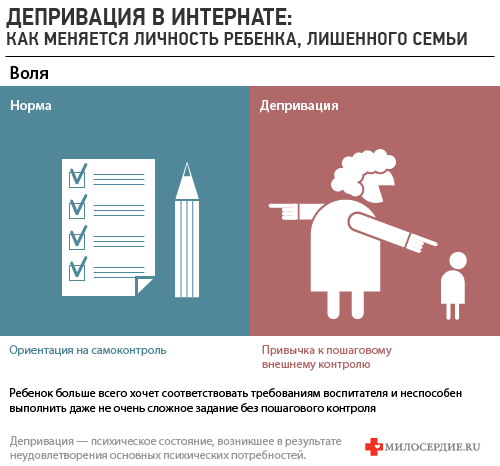 ДЕПРИВАЦИЯ В ИНТЕРНАТЕ:
КАК МЕНЯЕТСЯ ЛИЧНОСТЬ РЕБЕНКА, ЛИШЕННОГО СЕМЬИ
Воля
Норма
Депривация
Ориентация на самоконтроль
Привычка к пошаговому
внешнему контролю
Ребенок больше всего хочет соответствовать требованиям воспитателя и неспособен
выполнить даже не очень сложное задание без пошагового контроля
Депривация — психическое состояние, возникшее в результате
неудовлетворения основных психических потребностей.
МИЛОСЕРДИЕ.RU